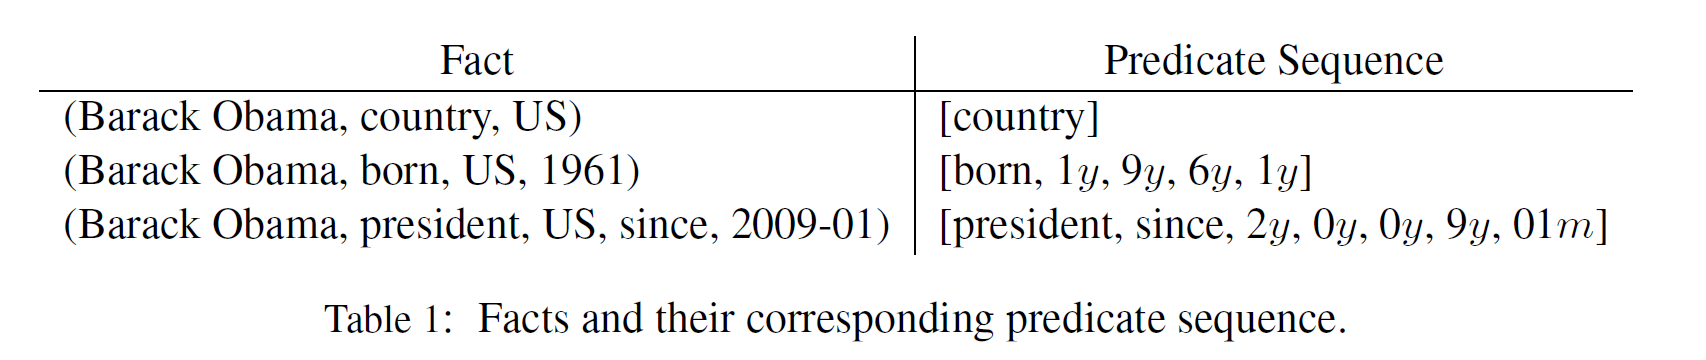 Fact Predicate Sequence
(Barack Obama, country, US) [country]
(Barack Obama, born, US, 1961) [born, 1y, 9y, 6y, 1y]
(Barack Obama, president, US, since, 2009-01) [president, since, 2y, 0y, 0y, 9y, 01m]
Table 1: Facts and their corresponding predicate sequence.